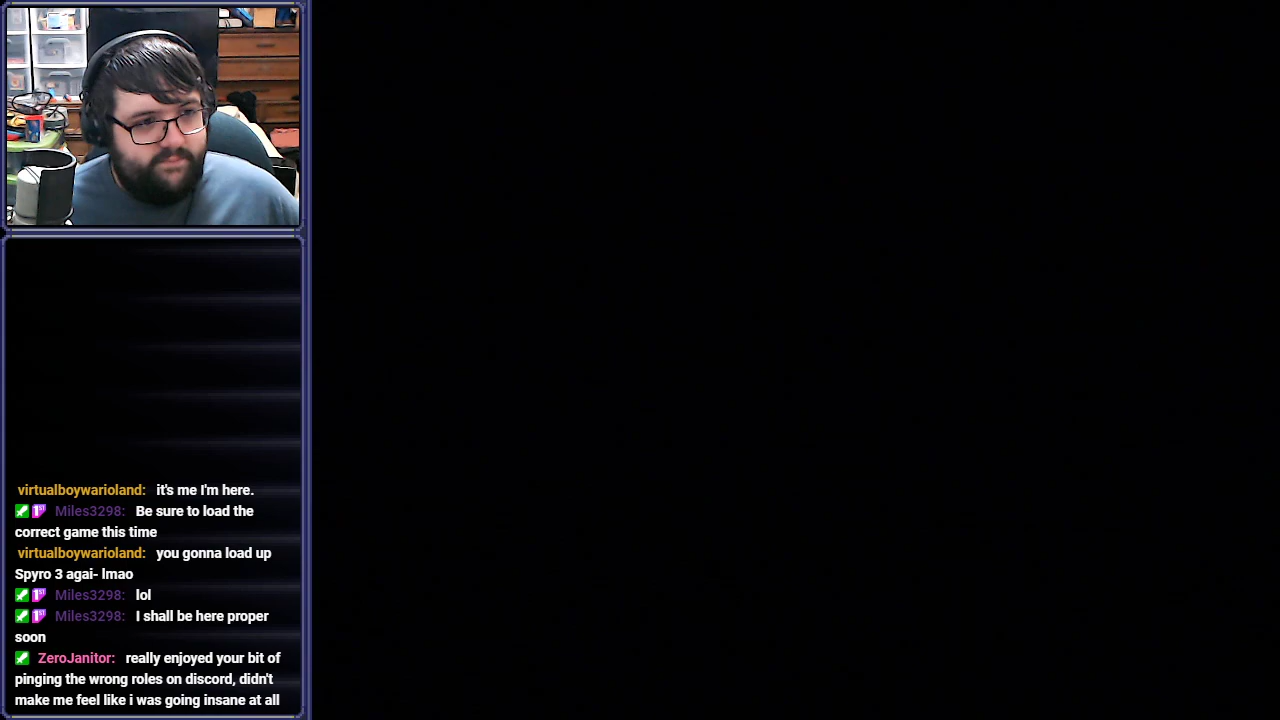 virtualboywarioland: it's me I'm here.
Miles3298: Be sure to load the
correct game this time
virtualboywarioland: you gonna load up
Spyro 3 agai- lmao
Miles3298: lol
Miles3298: I shall be here proper
soon
ZeroJanitor: really enjoyed your bit of
pinging the wrong roles on discord, didn't
make me feel like i was going insane at all